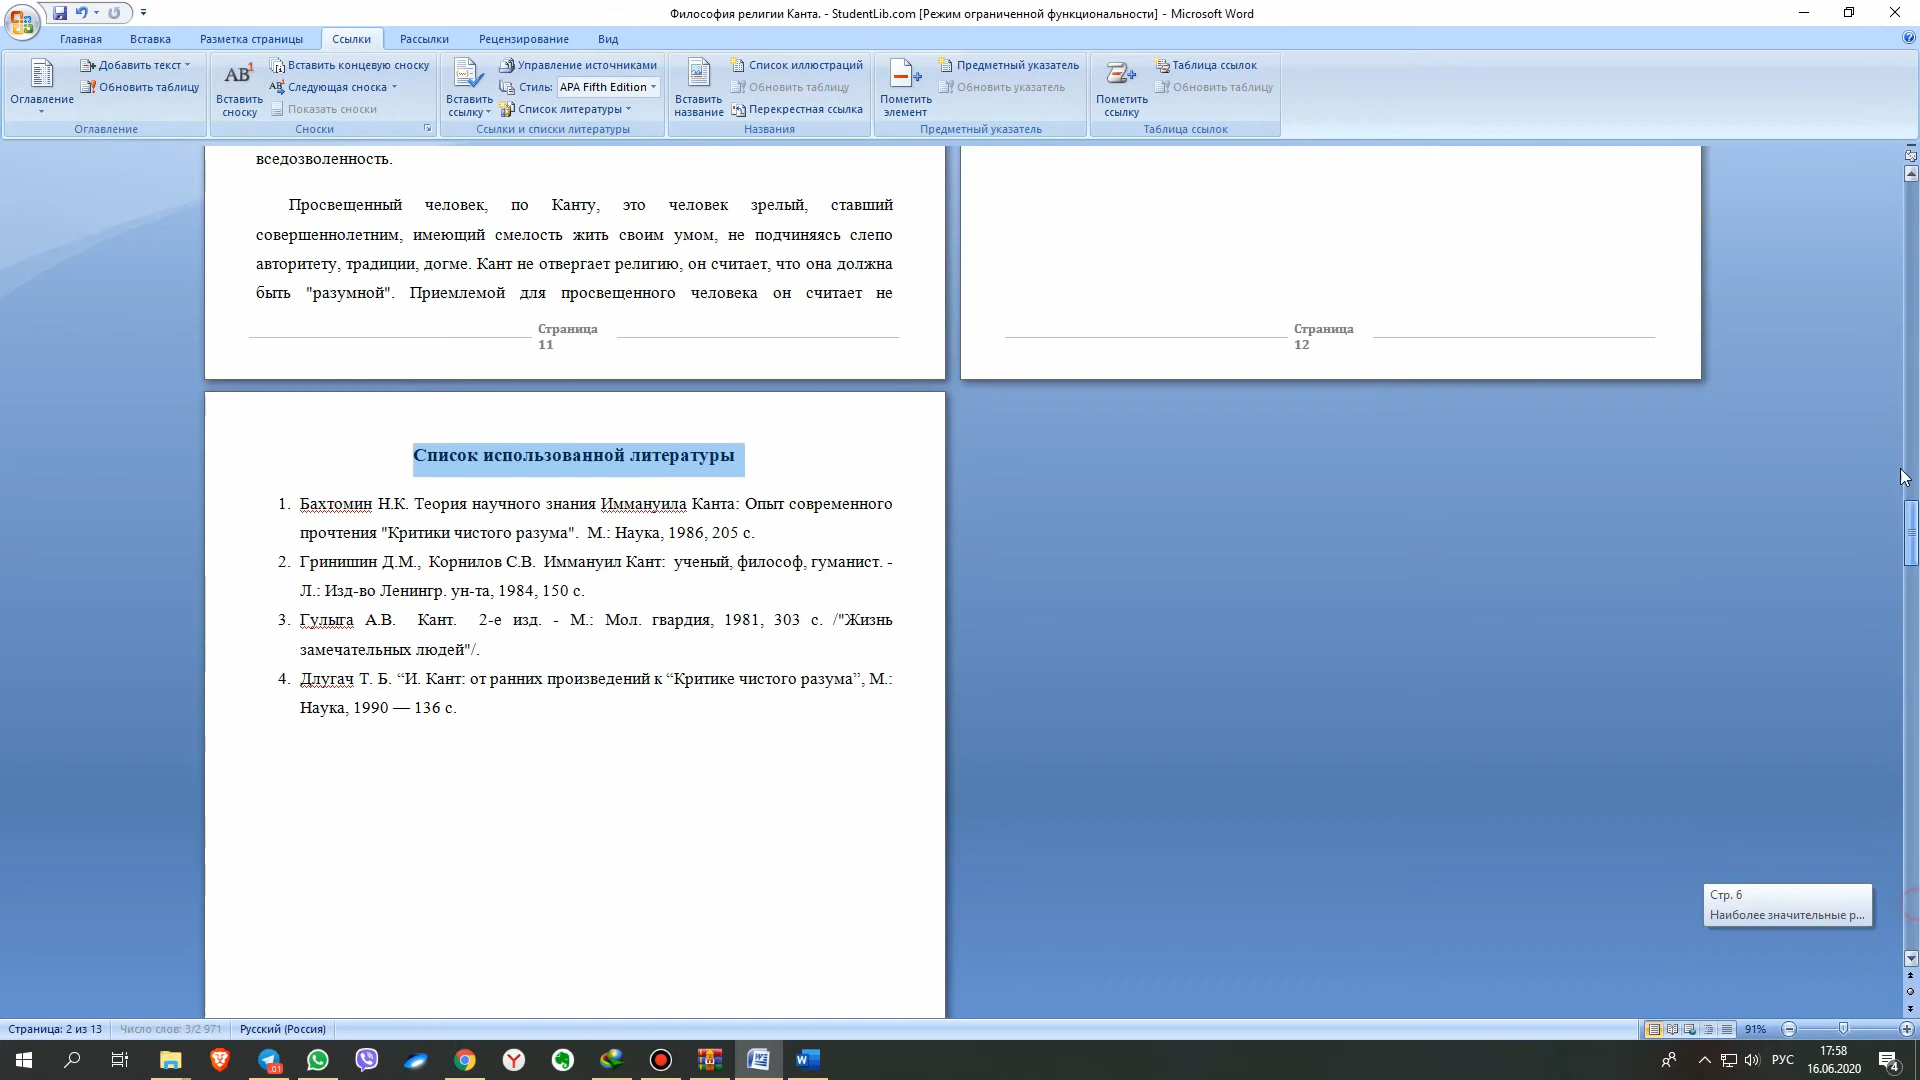 Философия религии Канта. - StudentLib.com [Режим ограниченной функциональности] - Microsoft Word
Главная Вставка Разметка страницы Ссылки Рассылки Рецензирование Вид
Оглавление
Добавить текст
Обновить таблицу
Оглавление
AB¹
Вставить сноску
Вставить концевую сноску
Следующая сноска
Показать сноски
Сноски
Вставить ссылку
Управление источниками
Стиль: APA Fifth Edition
Список литературы
Ссылки и списки литературы
Вставить название
Список иллюстраций
Обновить таблицу
Перекрестная ссылка
Названия
Пометить элемент
Предметный указатель
Обновить указатель
Предметный указатель
Пометить ссылку
Таблица ссылок
Обновить таблицу
Таблица ссылок
вседозволенность.
Просвещенный человек, по Канту, это человек зрелый, ставший
совершеннолетним, имеющий смелость жить своим умом, не подчиняясь слепо
авторитету, традиции, догме. Кант не отвергает религию, он считает, что она должна
быть "разумной". Приемлемой для просвещенного человека он считает не
Страница
11
Страница
12
Список использованной литературы
1. Бахтомин Н.К. Теория научного знания Иммануила Канта: Опыт современного
прочтения "Критики чистого разума". М.: Наука, 1986, 205 с.
2. Гринишин Д.М., Корнилов С.В. Иммануил Кант: ученый, философ, гуманист. -
Л.: Изд-во Ленингр. ун-та, 1984, 150 с.
3. Гулыга А.В. Кант. 2-е изд. - М.: Мол. гвардия, 1981, 303 с. /"Жизнь
замечательных людей"/.
4. Длугач Т. Б. “И. Кант: от ранних произведений к “Критике чистого разума”, М.:
Наука, 1990 — 136 с.
Стр. 6
Наиболее значительные р...
Страница: 2 из 13 Число слов: 3/2 971 Русский (Россия) 91%
РУС 17:58
16.06.2020
4